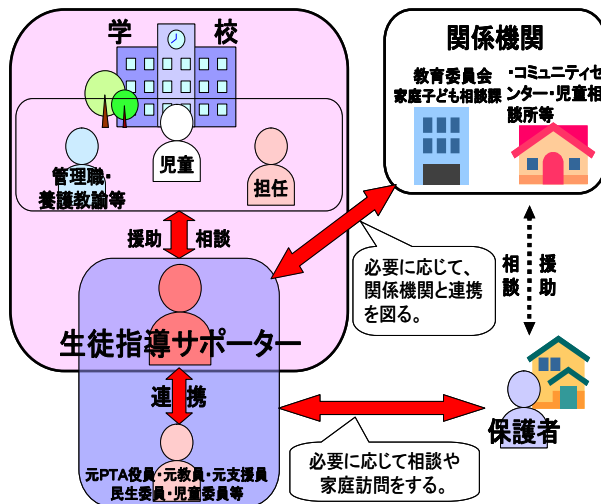 学 校
児童
管理職・
養護教諭等
担任
援助 相談
生徒指導サポーター
連 携
元PTA役員・元教員・元支援員
民生委員・児童委員等
関係機関
教育委員会
家庭子ども相談課
・コミュニティセ
ンター・児童相
談所等
必要に応じて、
関係機関と連携
を図る。
相談
援助
保護者
必要に応じて相談や
家庭訪問をする。